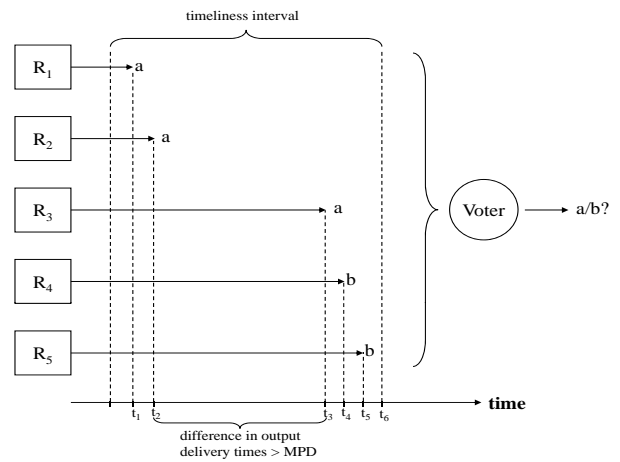 timeliness interval
R₁
a
R₂
a
R₃
a
Voter
a/b?
R₄
b
R₅
b
t₁ t₂ t₃ t₄ t₅ t₆
time
difference in output
delivery times > MPD